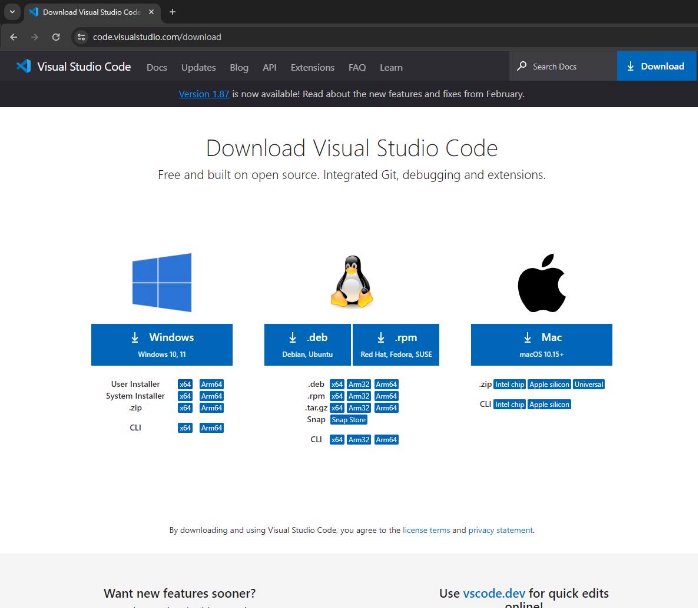 Download Visual Studio Code
code.visualstudio.com/download
Visual Studio Code Docs Updates Blog API Extensions FAQ Learn Search Docs Download
Version 1.87 is now available! Read about the new features and fixes from February.
Download Visual Studio Code
Free and built on open source. Integrated Git, debugging and extensions.
Windows
Windows 10, 11
User Installer x64 Arm64
System Installer x64 Arm64
.zip x64 Arm64
CLI x64 Arm64
.deb
Debian, Ubuntu
.rpm
Red Hat, Fedora, SUSE
.deb x64 Arm32 Arm64
.rpm x64 Arm32 Arm64
.tar.gz x64 Arm32 Arm64
Snap Snap Store
CLI x64 Arm32 Arm64
Mac
macOS 10.15+
.zip Intel chip Apple silicon Universal
CLI Intel chip Apple silicon
By downloading and using Visual Studio Code, you agree to the license terms and privacy statement.
Want new features sooner?
Use vscode.dev for quick edits
online!